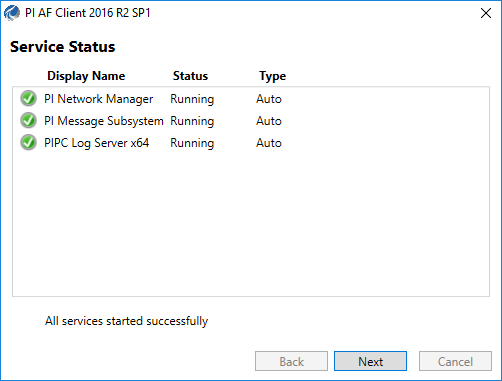 PI AF Client 2016 R2 SP1
Service Status
Display Name Status Type
PI Network Manager Running Auto
PI Message Subsystem Running Auto
PIPC Log Server x64 Running Auto
All services started successfully
Back Next Cancel